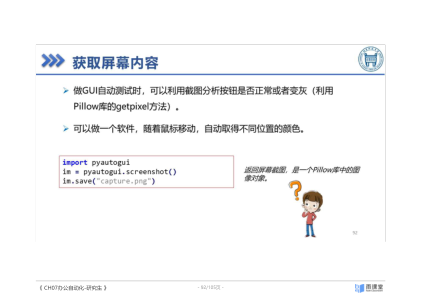 获取屏幕内容
做GUI自动测试时，可以利用截图分析按钮是否正常或者变灰（利用
Pillow库的getpixel方法）。
可以做一个软件，随着鼠标移动，自动取得不同位置的颜色。
import pyautogui
im = pyautogui.screenshot()
im.save("capture.png")
返回屏幕截图，是一个Pillow库中的图
像对象。
《CH07办公自动化-研究生》
雨课堂